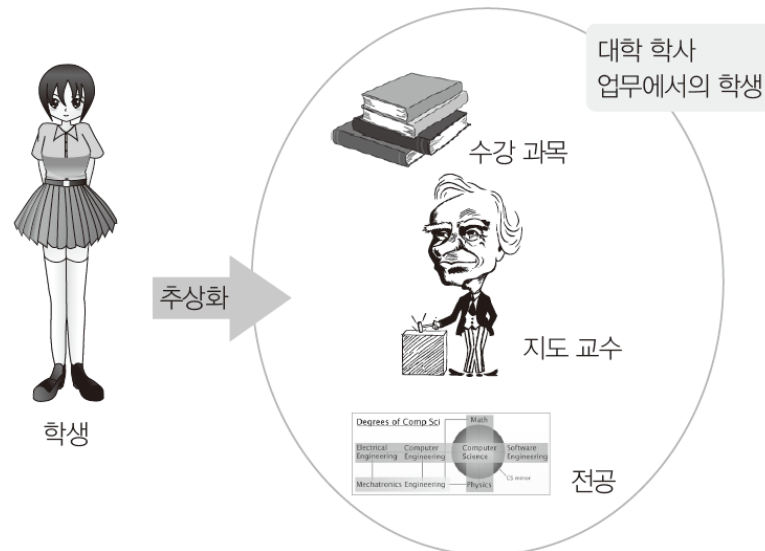 대학 학사
업무에서의 학생
수강 과목
추상화
지도 교수
학생
Degrees of Comp Sci
Math
Electrical Engineering
Computer Engineering
Computer Science
Software Engineering
CS minor
Mechatronics Engineering
Physics
전공